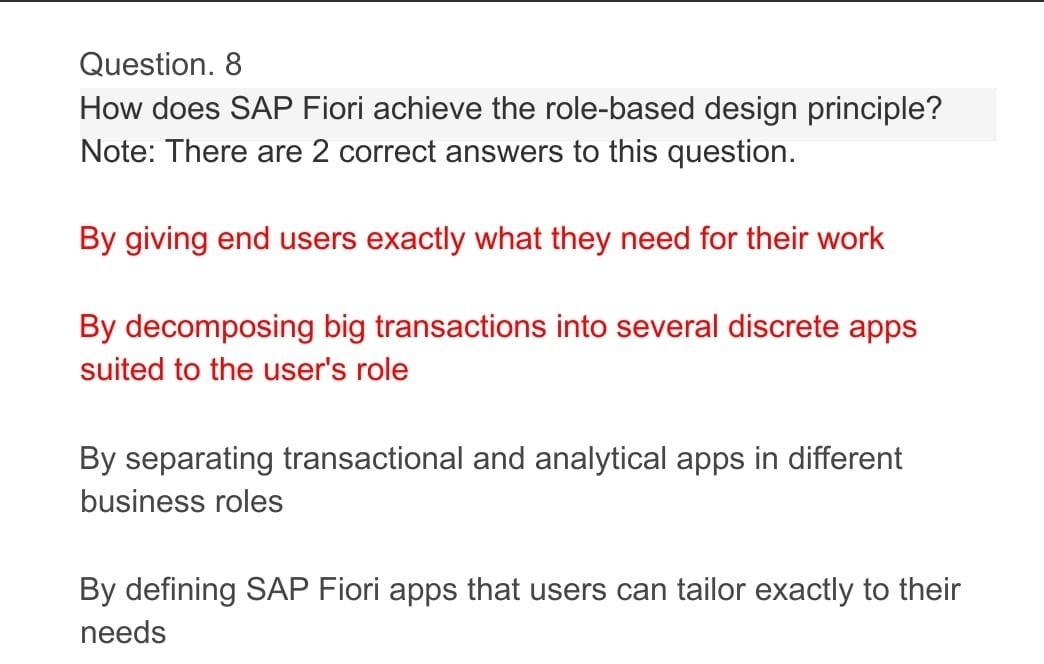 Question. 8
How does SAP Fiori achieve the role-based design principle?
Note: There are 2 correct answers to this question.
By giving end users exactly what they need for their work
By decomposing big transactions into several discrete apps
suited to the user's role
By separating transactional and analytical apps in different
business roles
By defining SAP Fiori apps that users can tailor exactly to their
needs